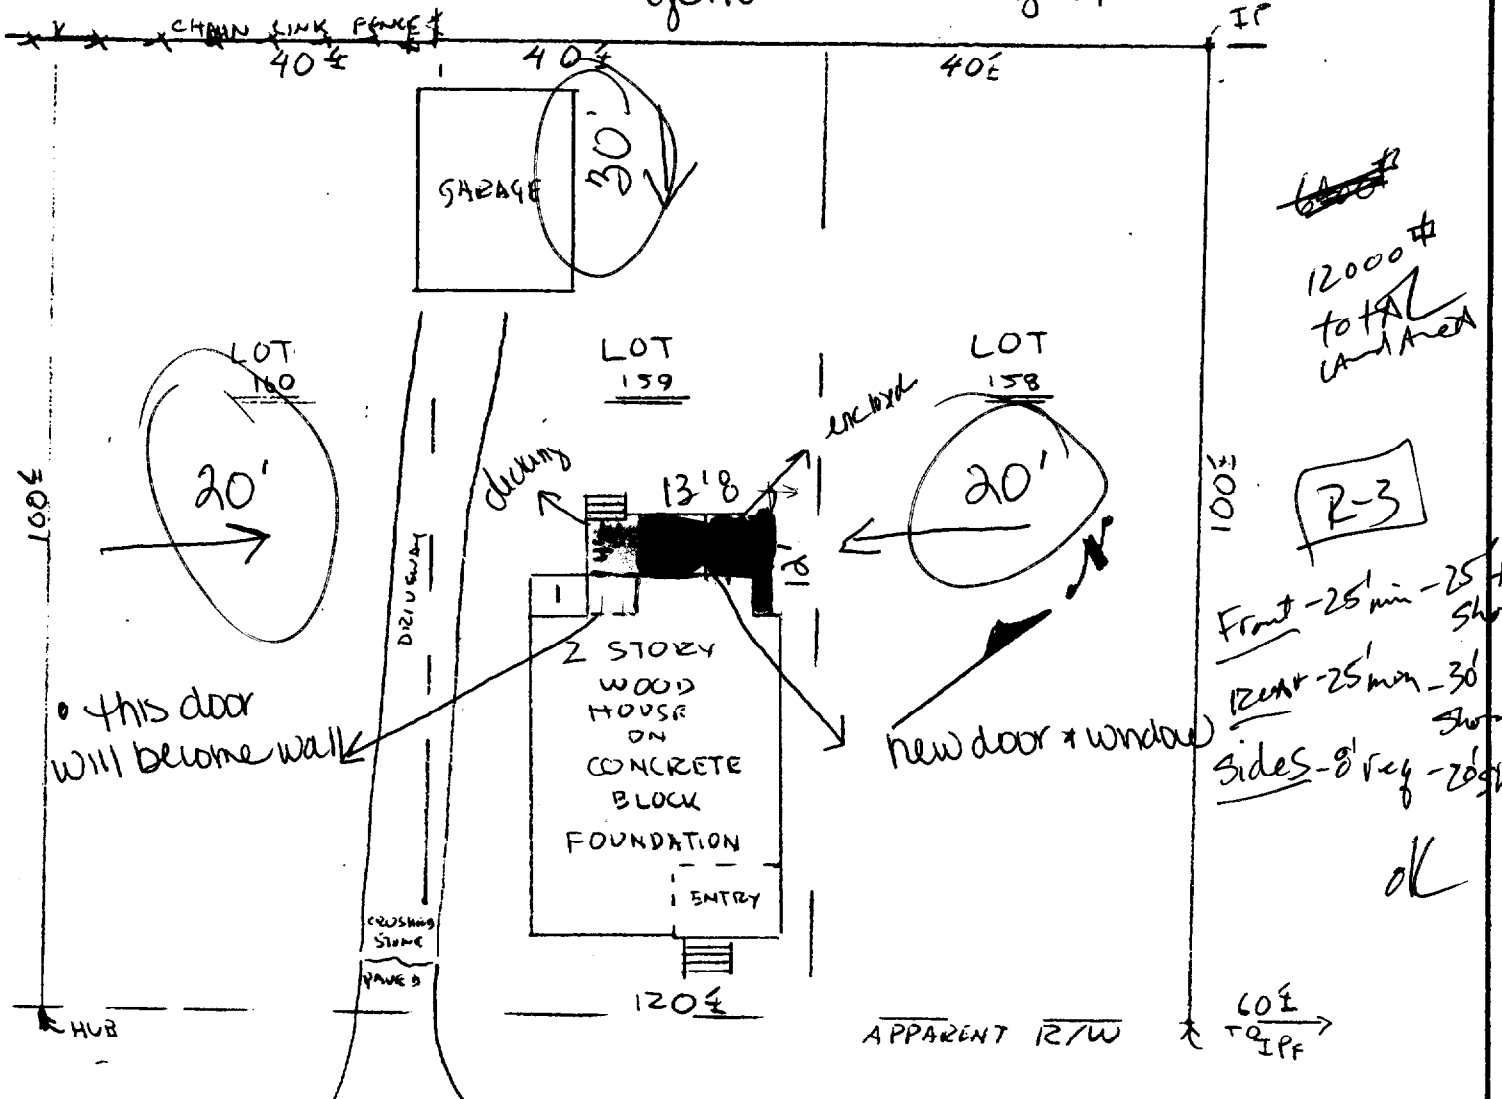 IP
CHAIN LINK FENCE
40'±
40'±
40'±
30'
GARAGE
12000
total
Land Area
LOT
160
LOT
159
LOT
158
enclosed
decking
20'
13'8
20'
100'±
100'±
R-3
N
12'
DRIVEWAY
1
Front - 25' min - 25'+
Rear - 25' min - 30'
Sides - 8' req - 20'
2 STORY
WOOD
HOUSE
ON
CONCRETE
BLOCK
FOUNDATION
ENTRY
• this door
will become wall
new door + window
OK
CRUSHING
STONE
PAVED
120'±
HUB
APPARENT R/W
60'±
TO
IPF